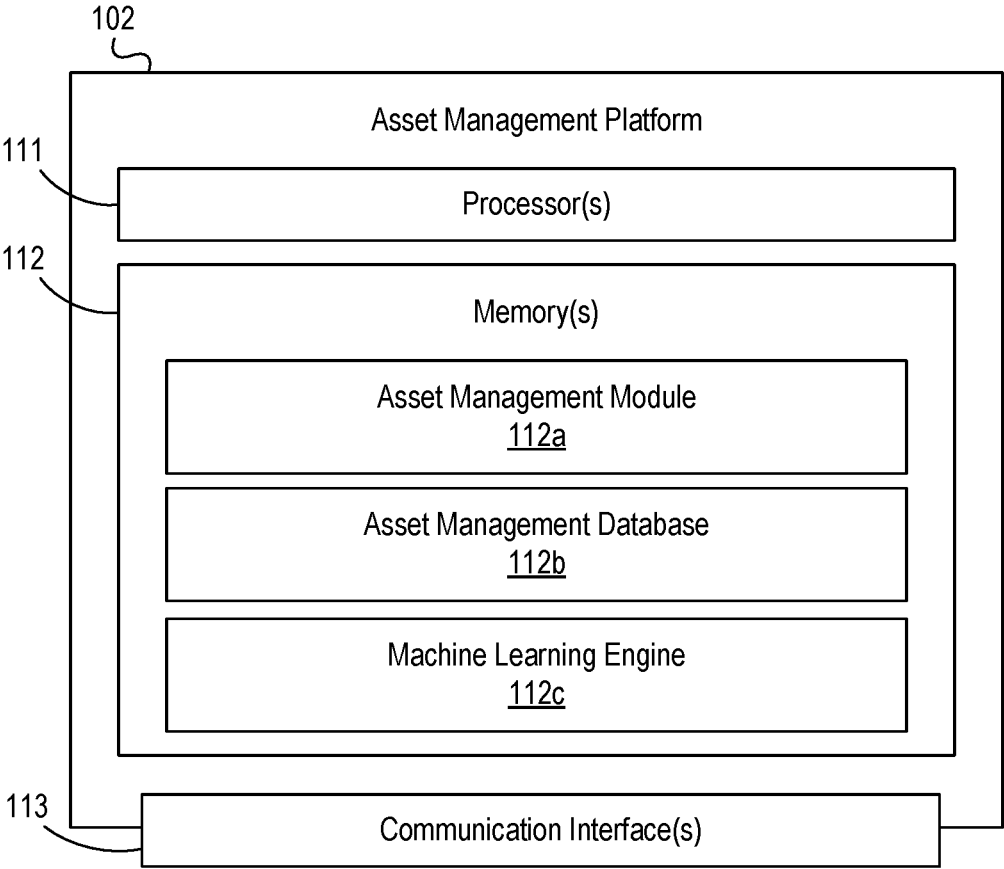 102
Asset Management Platform
111
Processor(s)
112
Memory(s)
Asset Management Module
112a
Asset Management Database
112b
Machine Learning Engine
112c
113
Communication Interface(s)